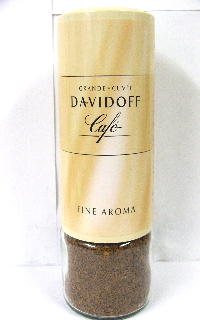 GRANDE CUVÉE
DAVIDOFF
Café
FINE AROMA